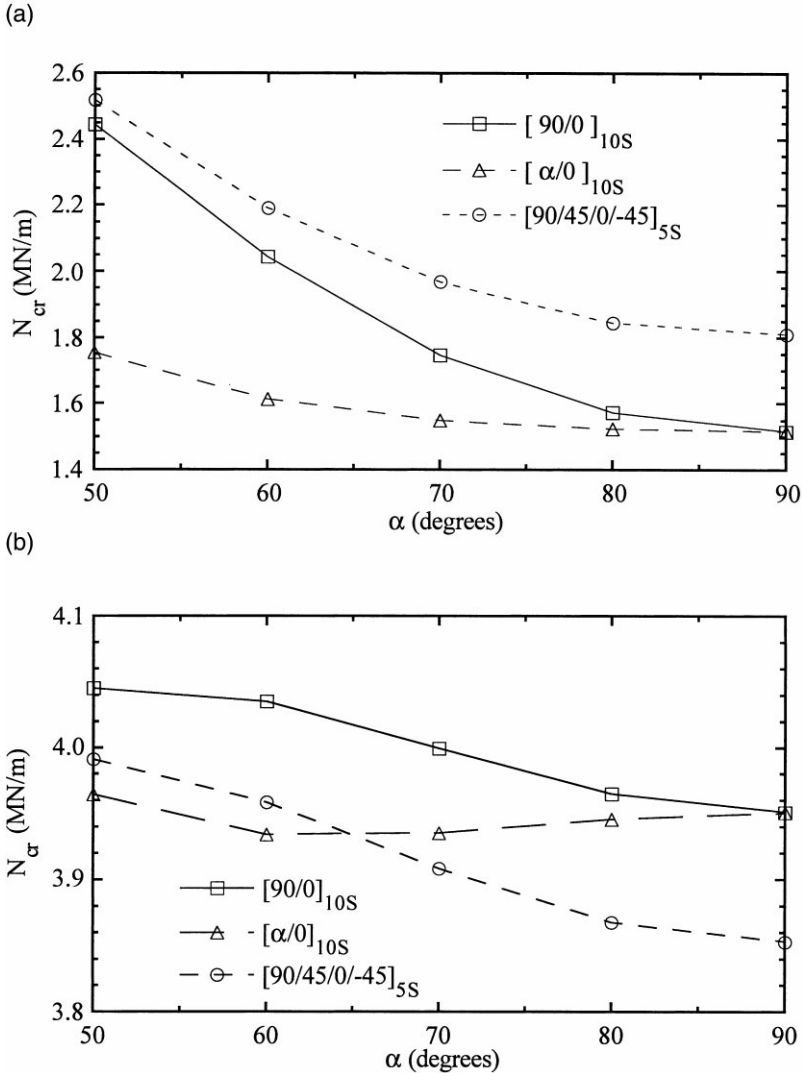 (a)
2.6
2.4
2.2
2.0
1.8
1.6
1.4
N_cr (MN/m)
[ 90/0 ]_10S
[ α/0 ]_10S
[90/45/0/-45]_5S
50 60 70 80 90
α (degrees)
(b)
4.1
4.0
3.9
3.8
N_cr (MN/m)
[90/0]_10S
[α/0]_10S
[90/45/0/-45]_5S
50 60 70 80 90
α (degrees)